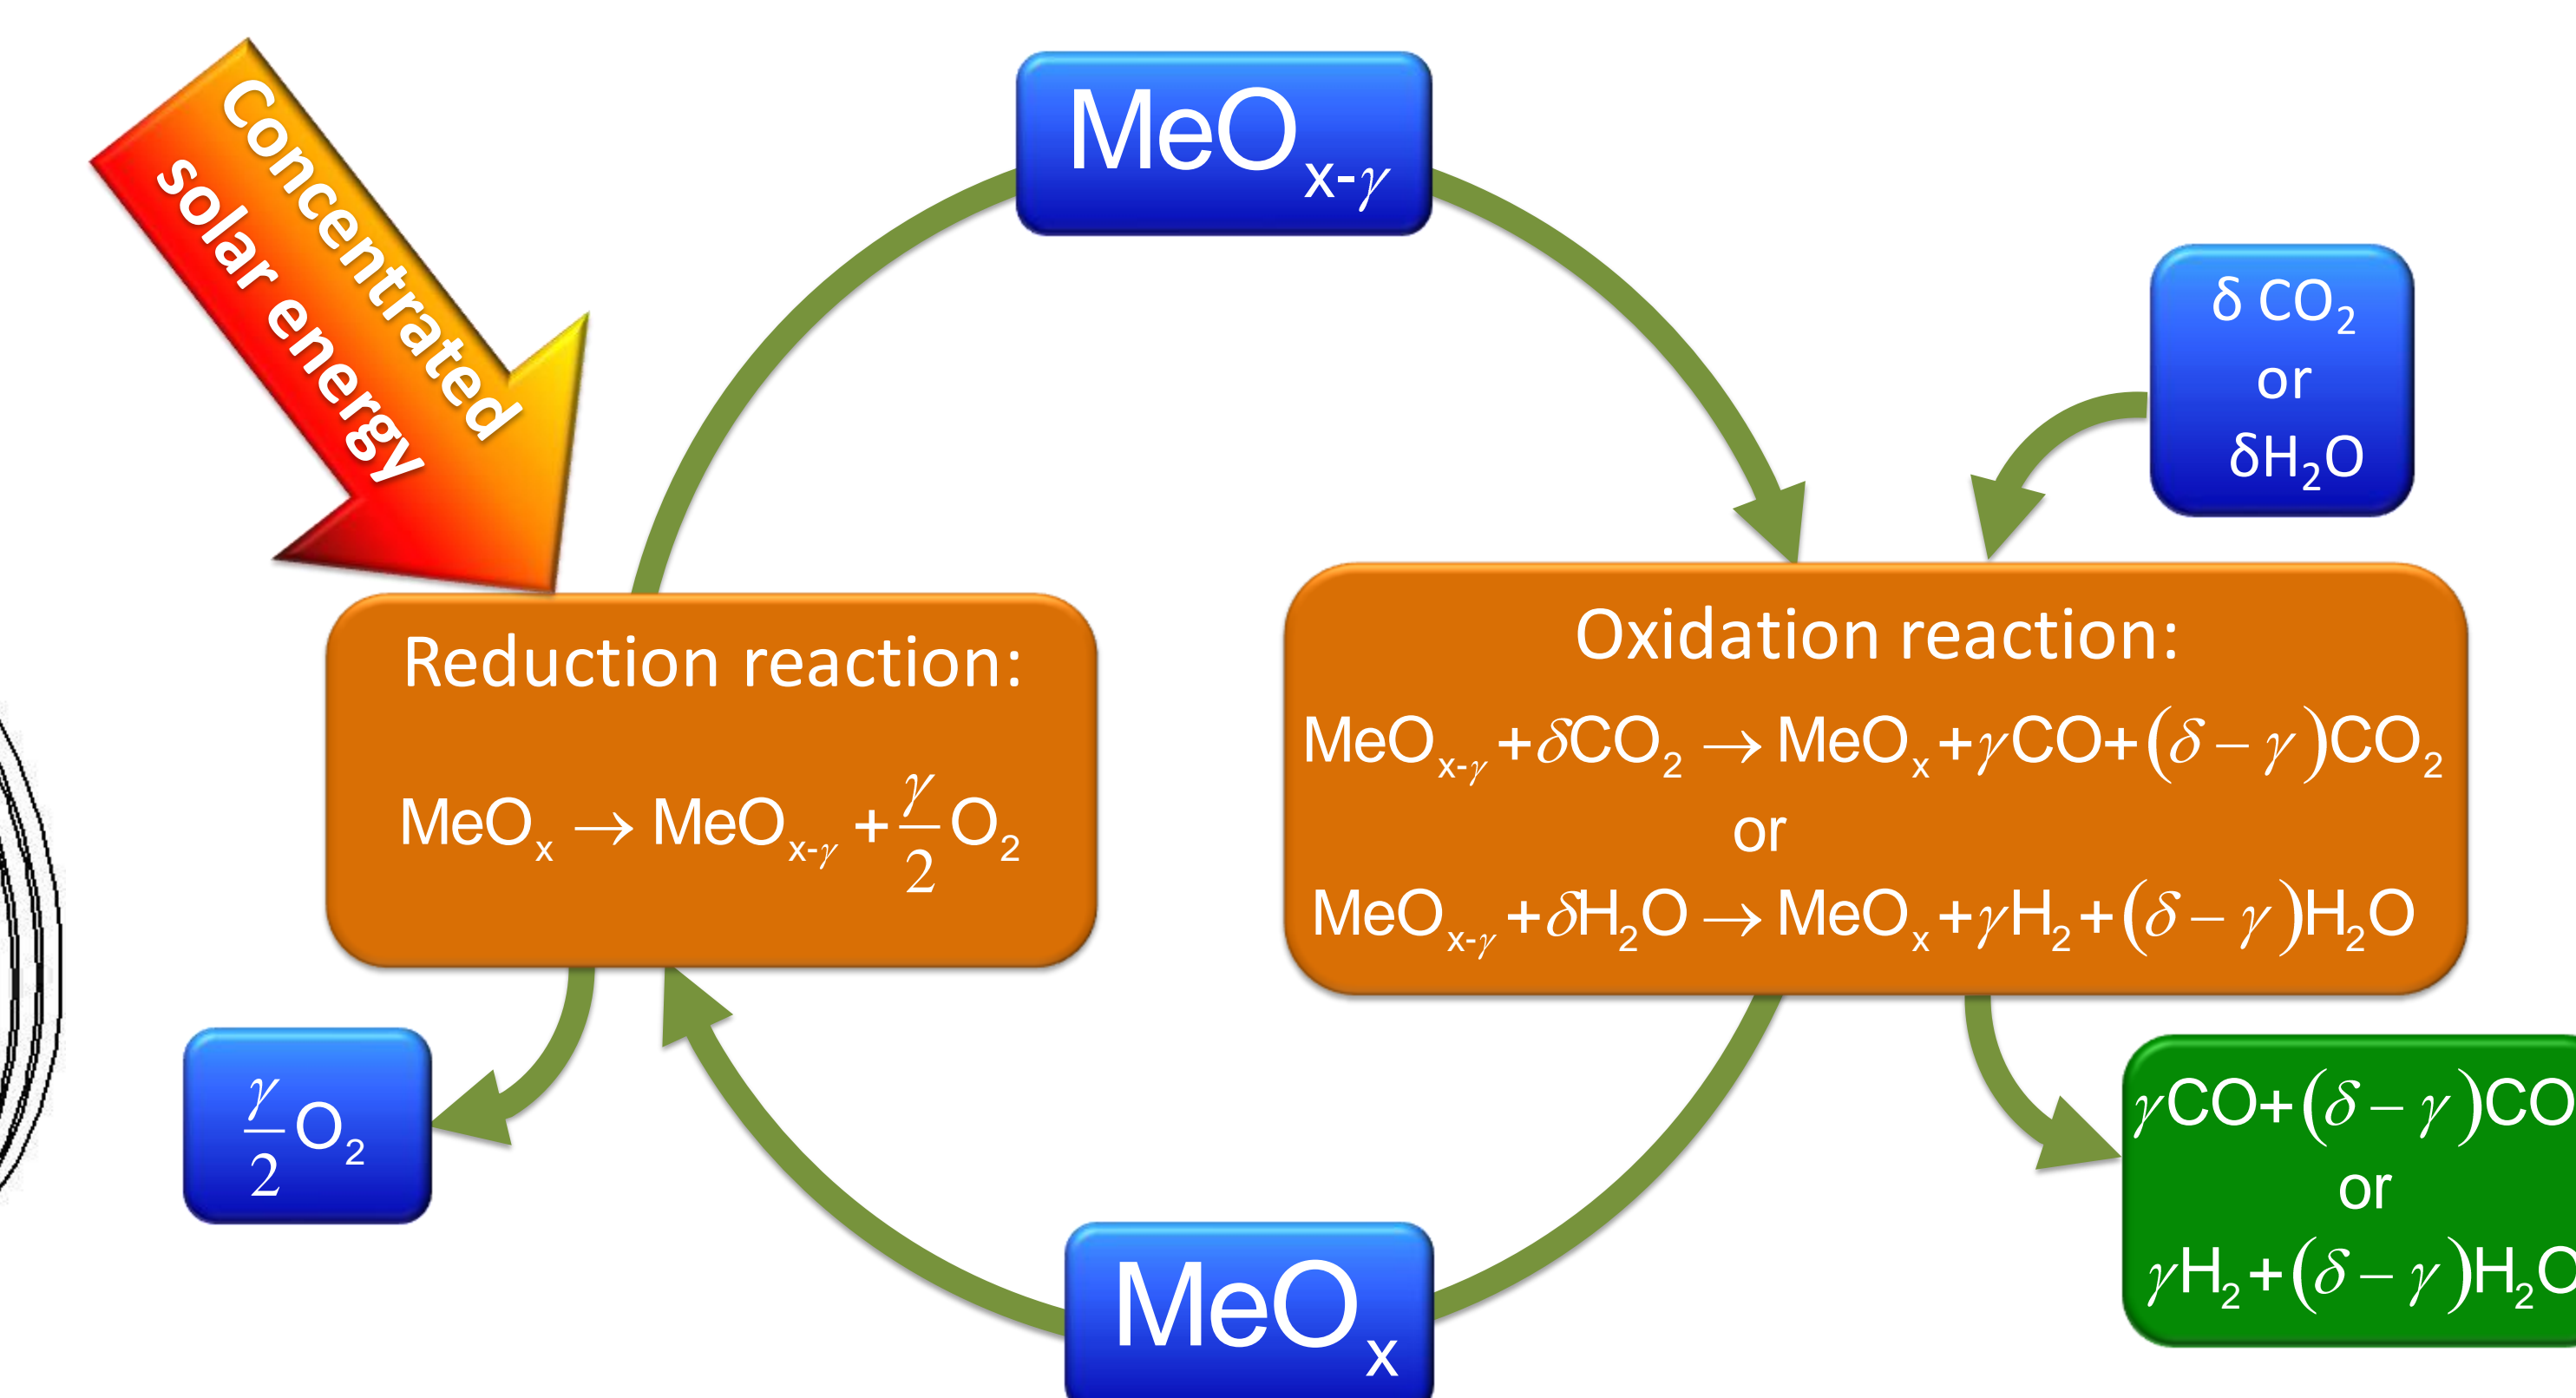 Concentrated
solar energy
MeOₓ₋ᵧ
δ CO₂
or
δH₂O
Reduction reaction:
MeOₓ → MeOₓ₋ᵧ + γ/2 O₂
Oxidation reaction:
MeOₓ₋ᵧ + δCO₂ → MeOₓ + γCO + (δ − γ)CO₂
or
MeOₓ₋ᵧ + δH₂O → MeOₓ + γH₂ + (δ − γ)H₂O
γ/2 O₂
γCO + (δ − γ)CO
or
γH₂ + (δ − γ)H₂O
MeOₓ